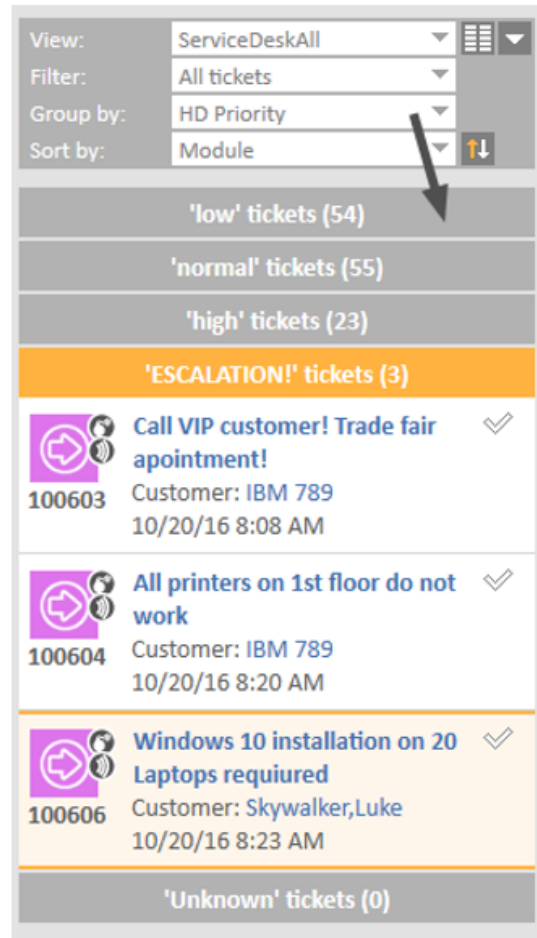 View: ServiceDeskAll
Filter: All tickets
Group by: HD Priority
Sort by: Module
'low' tickets (54)
'normal' tickets (55)
'high' tickets (23)
'ESCALATION!' tickets (3)
Call VIP customer! Trade fair
apointment!
100603
Customer: IBM 789
10/20/16 8:08 AM
All printers on 1st floor do not
work
100604
Customer: IBM 789
10/20/16 8:20 AM
Windows 10 installation on 20
Laptops requiured
100606
Customer: Skywalker,Luke
10/20/16 8:23 AM
'Unknown' tickets (0)